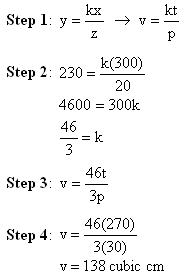 Step 1: y = kx/z → v = kt/p
Step 2: 230 = k(300)/20
4600 = 300k
46/3 = k
Step 3: v = 46t/3p
Step 4: v = 46(270)/3(30)
v = 138 cubic cm